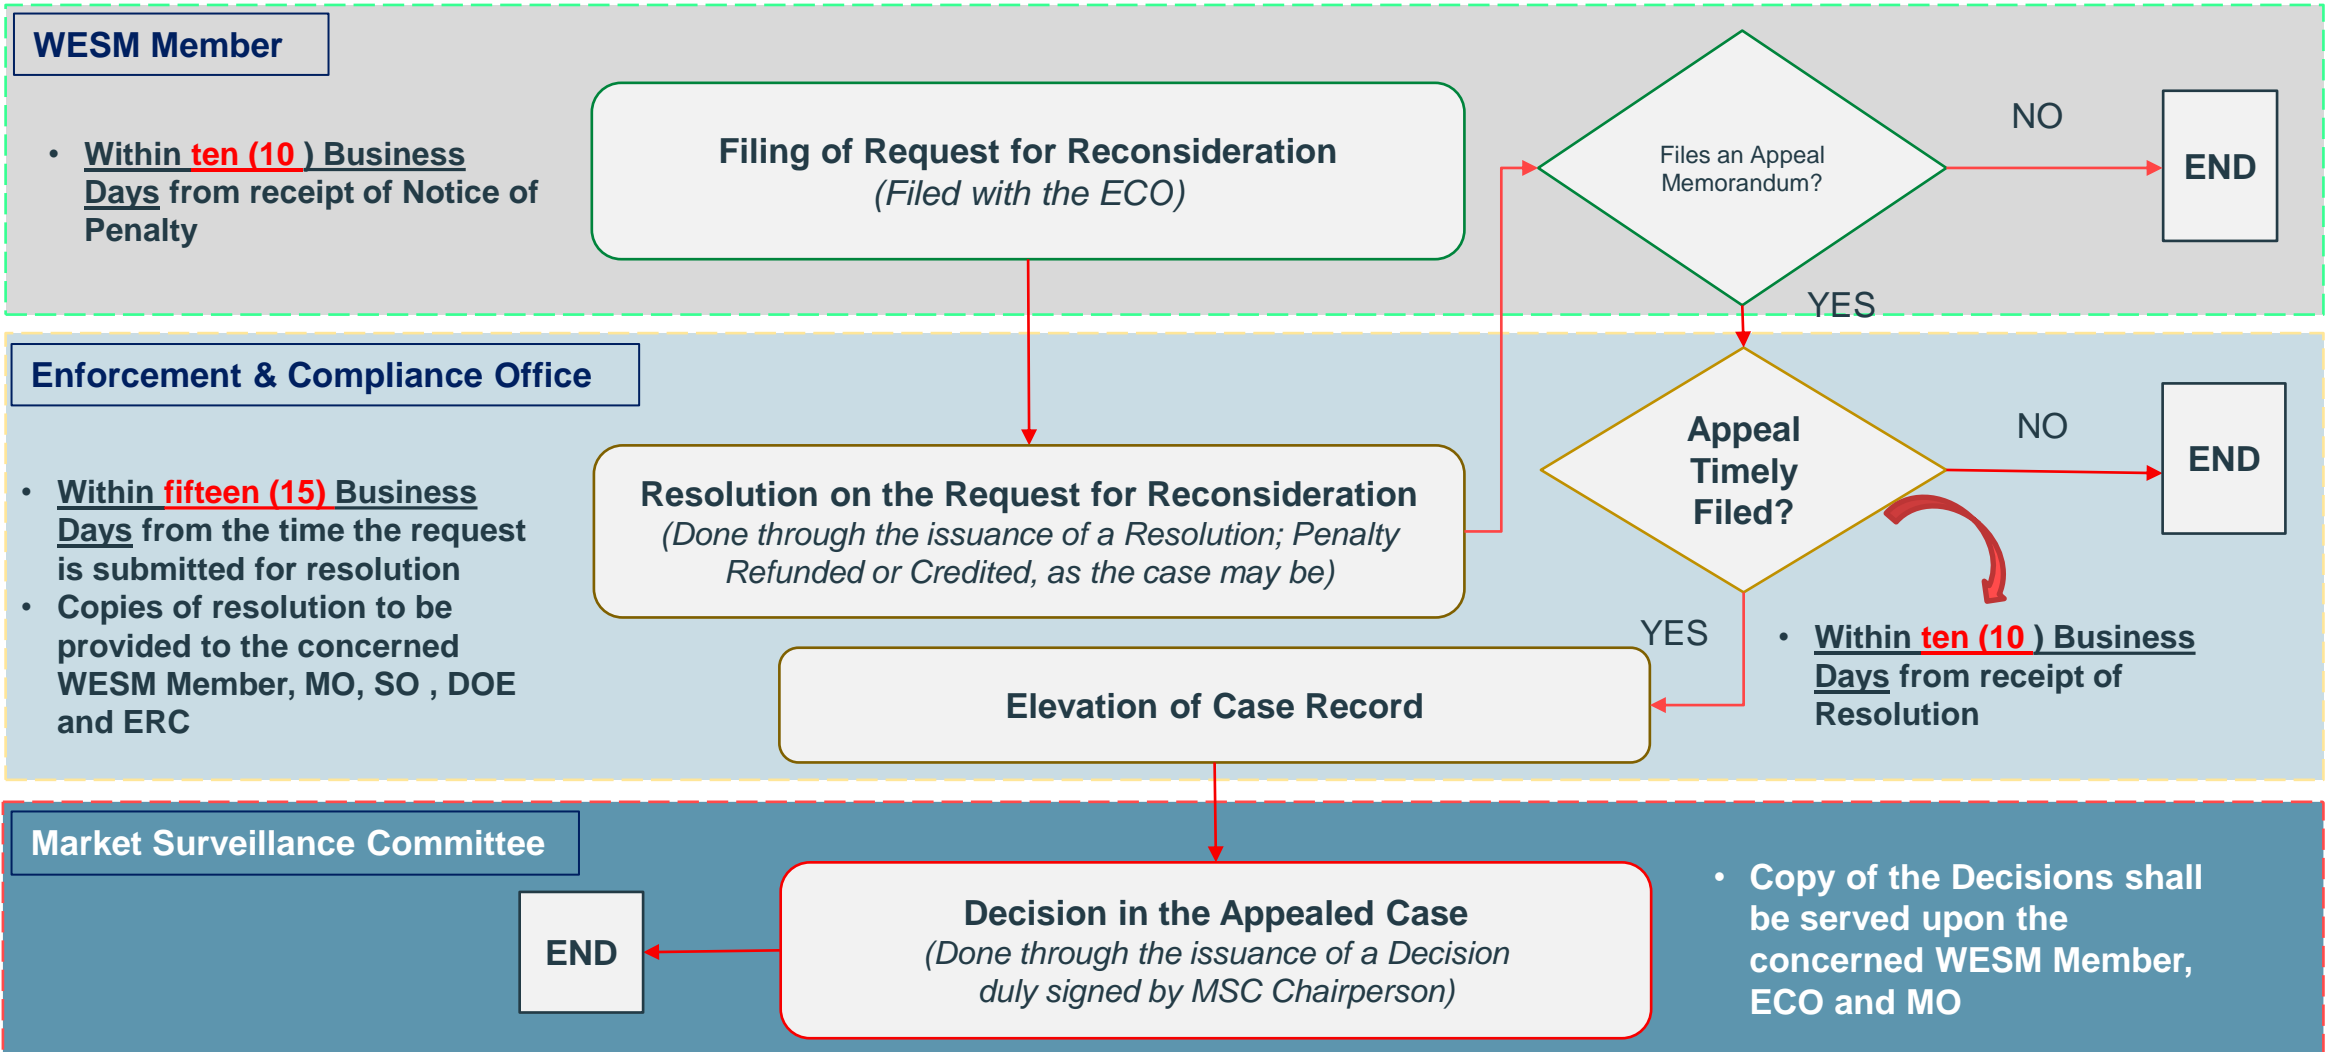 WESM Member
• Within ten (10 ) Business
Days from receipt of Notice of
Penalty
Filing of Request for Reconsideration
(Filed with the ECO)
Files an Appeal
Memorandum?
NO
END
YES
Enforcement & Compliance Office
• Within fifteen (15) Business
Days from the time the request
is submitted for resolution
• Copies of resolution to be
provided to the concerned
WESM Member, MO, SO , DOE
and ERC
Resolution on the Request for Reconsideration
(Done through the issuance of a Resolution; Penalty
Refunded or Credited, as the case may be)
Appeal
Timely
Filed?
NO
END
YES
• Within ten (10 ) Business
Days from receipt of
Resolution
Elevation of Case Record
Market Surveillance Committee
END
Decision in the Appealed Case
(Done through the issuance of a Decision
duly signed by MSC Chairperson)
• Copy of the Decisions shall
be served upon the
concerned WESM Member,
ECO and MO